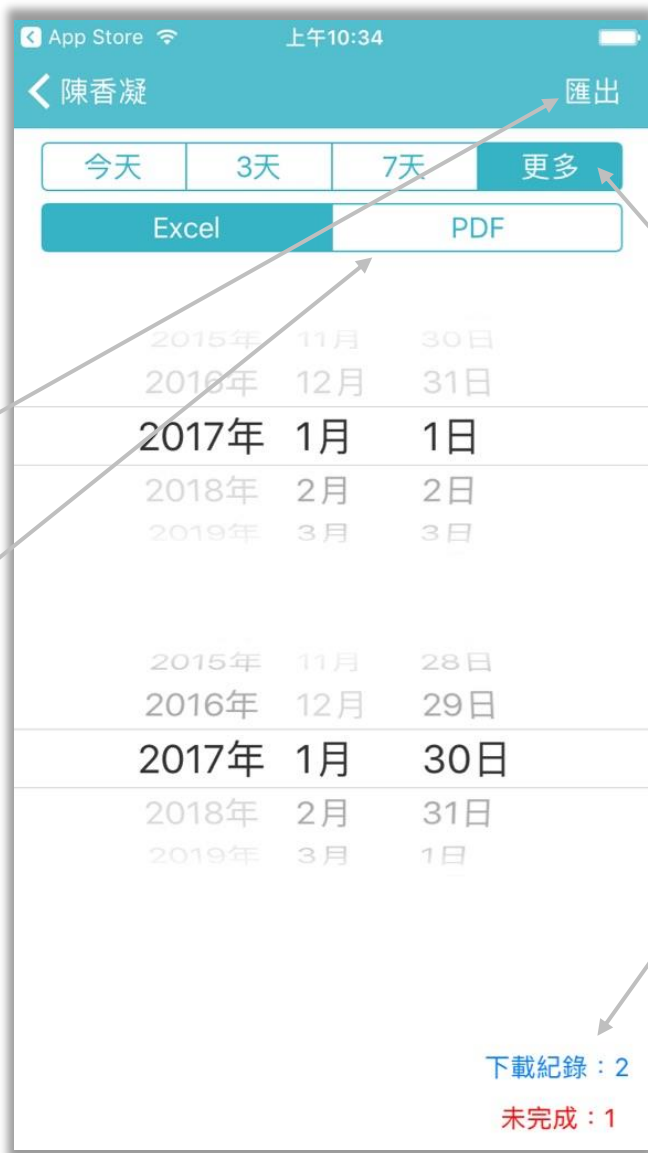 App Store 上午10:34
陳香凝 匯出
今天 3天 7天 更多
Excel PDF
2015年 11月 30日
2016年 12月 31日
2017年 1月 1日
2018年 2月 2日
2019年 3月 3日
2015年 11月 28日
2016年 12月 29日
2017年 1月 30日
2018年 2月 31日
2019年 3月 1日
下載紀錄：2
未完成：1